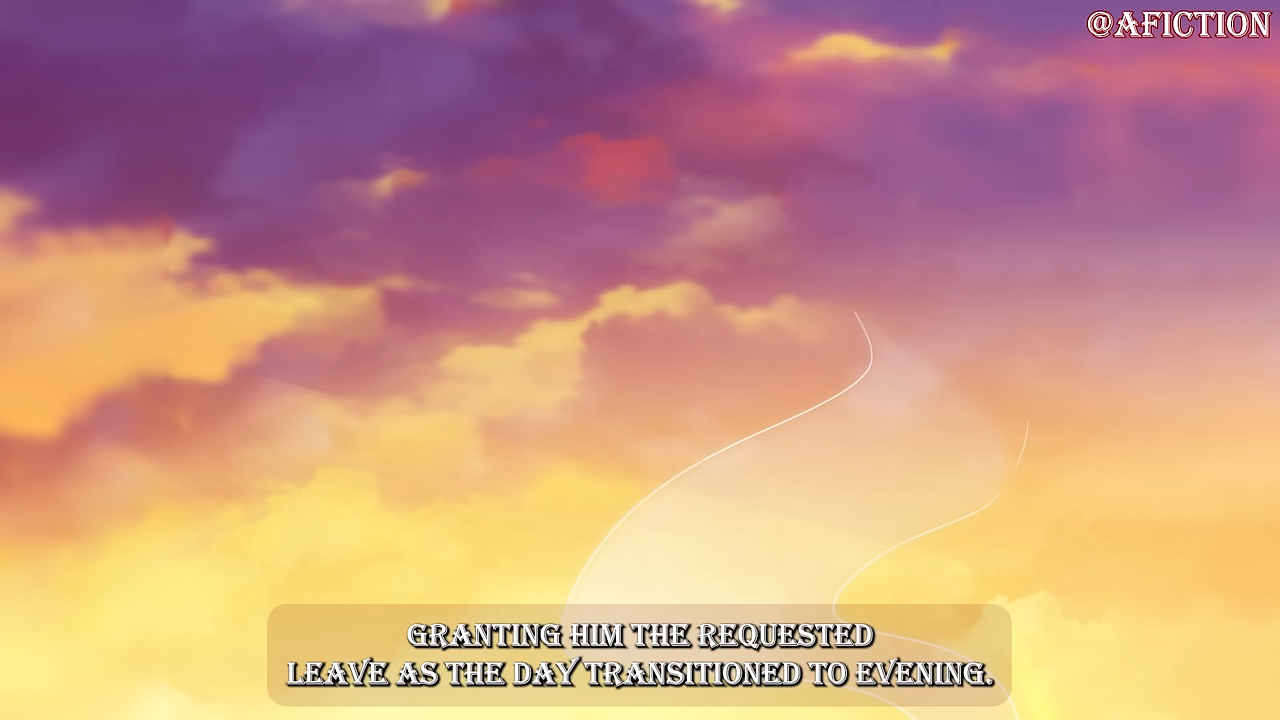 @AFICTION
GRANTING HIM THE REQUESTED
LEAVE AS THE DAY TRANSITIONED TO EVENING.